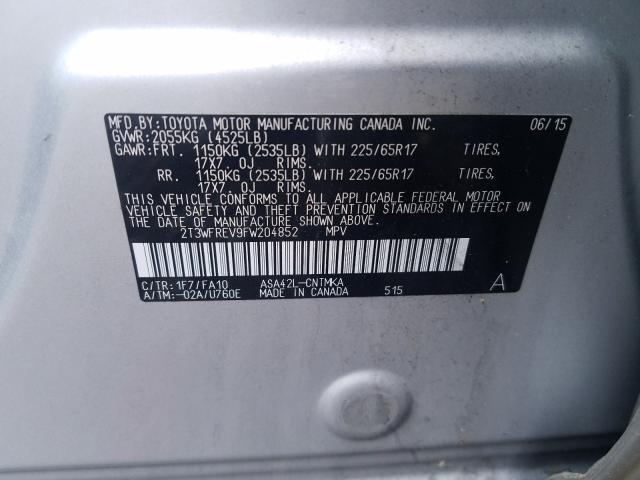 MFD.BY:TOYOTA MOTOR MANUFACTURING CANADA INC. 06/15
GVWR:2055KG (4525LB)
GAWR:FRT. 1150KG (2535LB) WITH 225/65R17 TIRES,
17X7. 0J RIMS.
RR. 1150KG (2535LB) WITH 225/65R17 TIRES,
17X7. 0J RIMS.
THIS VEHICLE CONFORMS TO ALL APPLICABLE FEDERAL MOTOR
VEHICLE SAFETY AND THEFT PREVENTION STANDARDS IN EFFECT ON
THE DATE OF MANUFACTURE SHOWN ABOVE.
2T3WFREV9FW204852 MPV
C/TR:1F7/FA10 ASA42L-CNTMKA
A/TM:-02A/U760E MADE IN CANADA 515 A